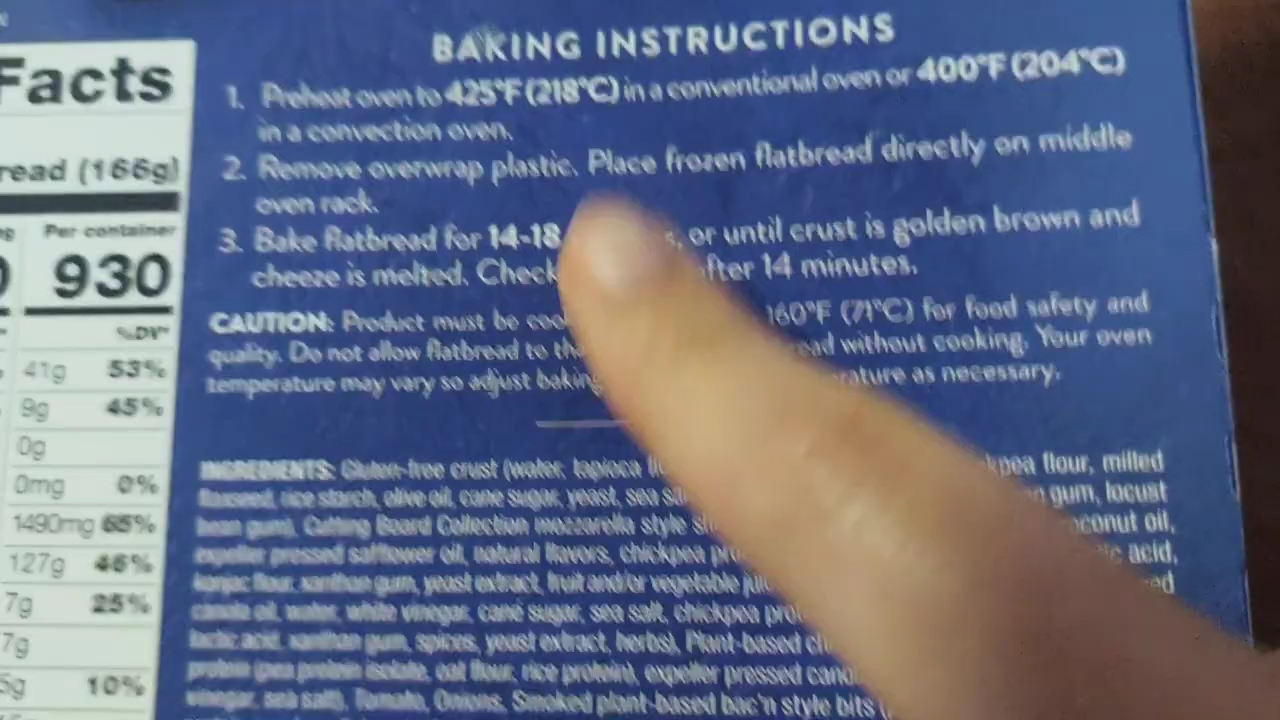 Facts
read (166g)
Per container
930
%DV*
41g 53%
9g 45%
0g
0mg 0%
1490mg 65%
127g 46%
7g 25%
7g
5g 10%
BAKING INSTRUCTIONS
1. Preheat oven to 425°F (218°C) in a conventional oven or 400°F (204°C)
in a convection oven.
2. Remove overwrap plastic. Place frozen flatbread directly on middle
oven rack.
3. Bake flatbread for 14-18 s, or until crust is golden brown and
cheeze is melted. Check after 14 minutes.
CAUTION: Product must be coo 160°F (71°C) for food safety and
quality. Do not allow flatbread to th ead without cooking. Your oven
temperature may vary so adjust baking rature as necessary.
INGREDIENTS: Gluten-free crust (water, tapioca kpea flour, milled
flaxseed, rice starch, olive oil, cane sugar, yeast, sea sa gum, locust
bean gum), Cutting Board Collection mozzarella style sh oconut oil,
expeller pressed safflower oil, natural flavors, chickpea pro acid,
konjac flour, xanthan gum, yeast extract, fruit and/or vegetable jui ed
canola oil, water, white vinegar, cane sugar, sea salt, chickpea pro
lactic acid, xanthan gum, spices, yeast extract, herbs), Plant-based ch
protein (pea protein isolate, oat flour, rice protein), expeller pressed cano
vinegar, sea salt), Tomato, Onions, Smoked plant-based bac'n style bits (